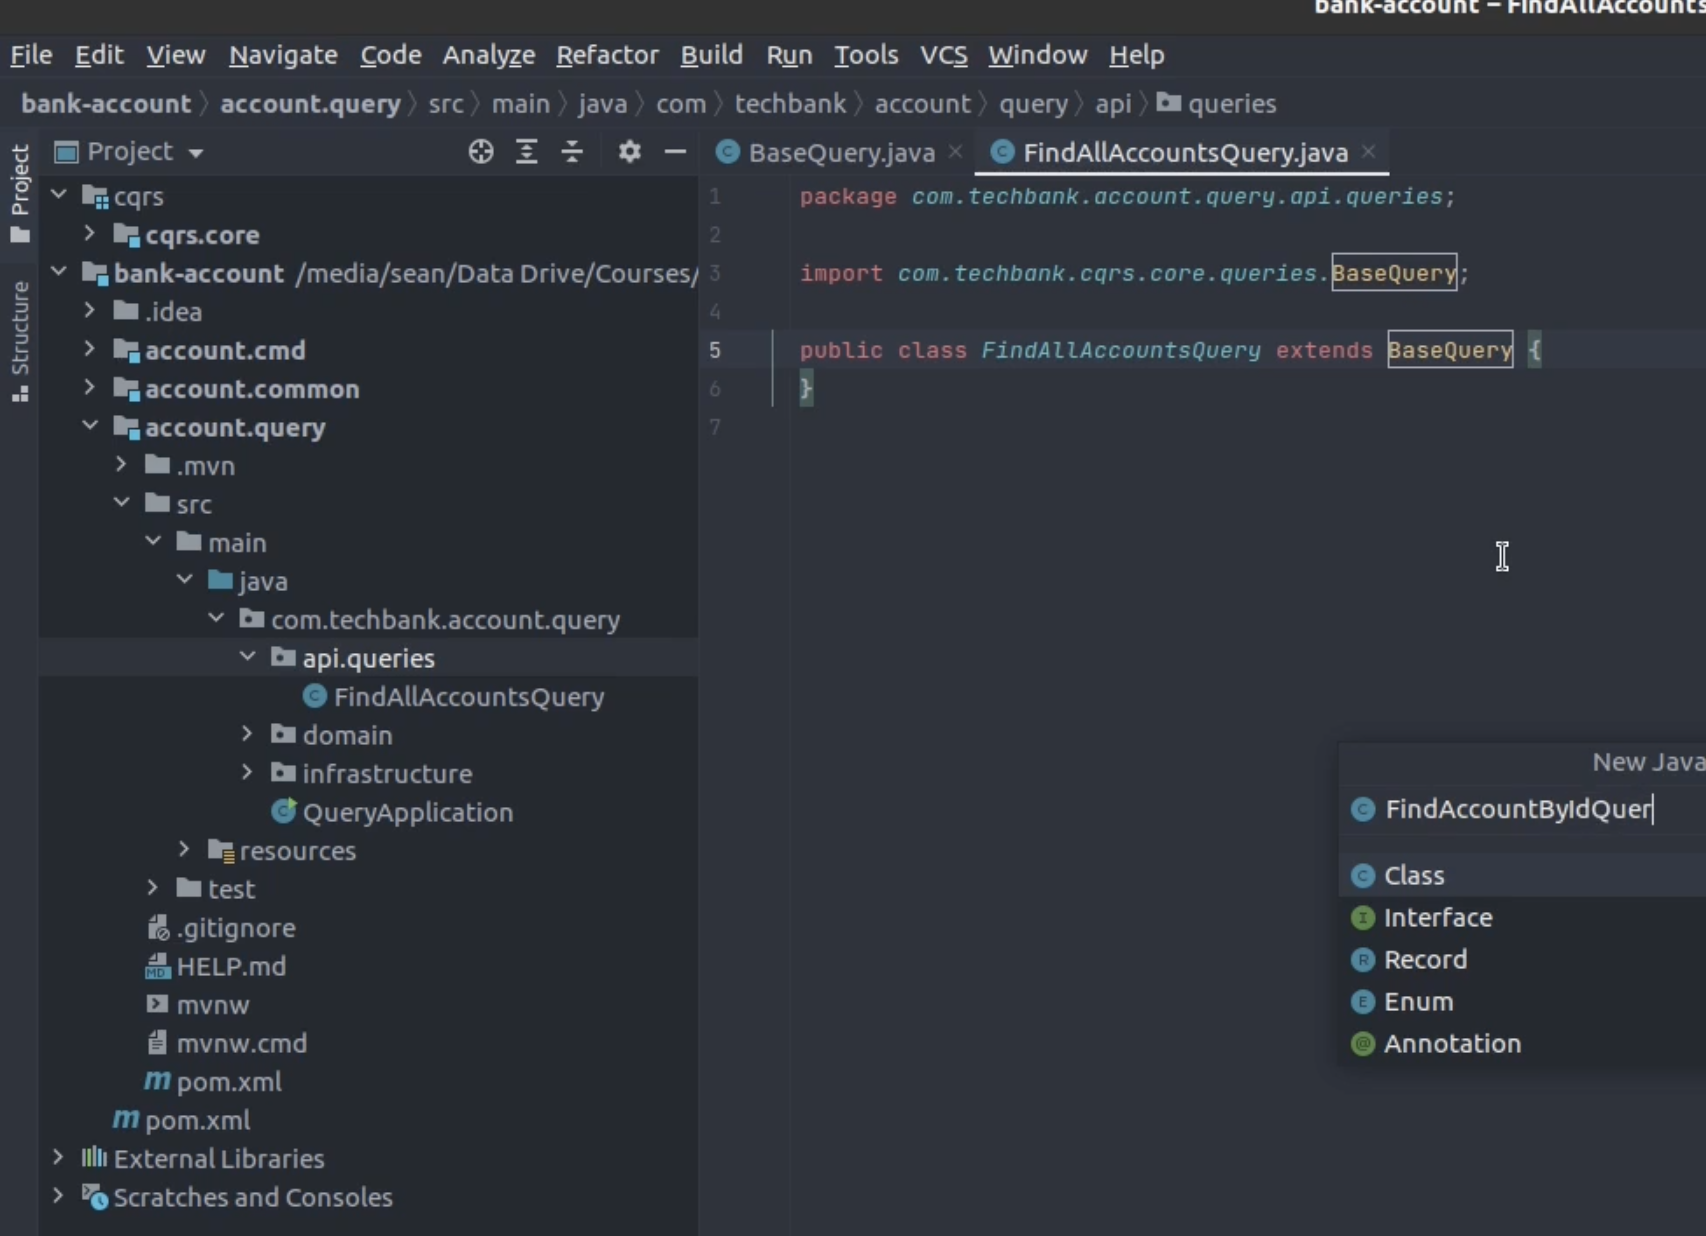 bank-account – FindAllAccounts
File Edit View Navigate Code Analyze Refactor Build Run Tools VCS Window Help
bank-account account.query src main java com techbank account query api queries
Project
Structure
Project
cqrs
cqrs.core
bank-account /media/sean/Data Drive/Courses/
.idea
account.cmd
account.common
account.query
.mvn
src
main
java
com.techbank.account.query
api.queries
FindAllAccountsQuery
domain
infrastructure
QueryApplication
resources
test
.gitignore
HELP.md
mvnw
mvnw.cmd
pom.xml
pom.xml
External Libraries
Scratches and Consoles
BaseQuery.java FindAllAccountsQuery.java
1 package com.techbank.account.query.api.queries;
2
3 import com.techbank.cqrs.core.queries.BaseQuery;
4
5 public class FindAllAccountsQuery extends BaseQuery {
6 }
7
New Java
FindAccountByIdQuer
Class
Interface
Record
Enum
Annotation